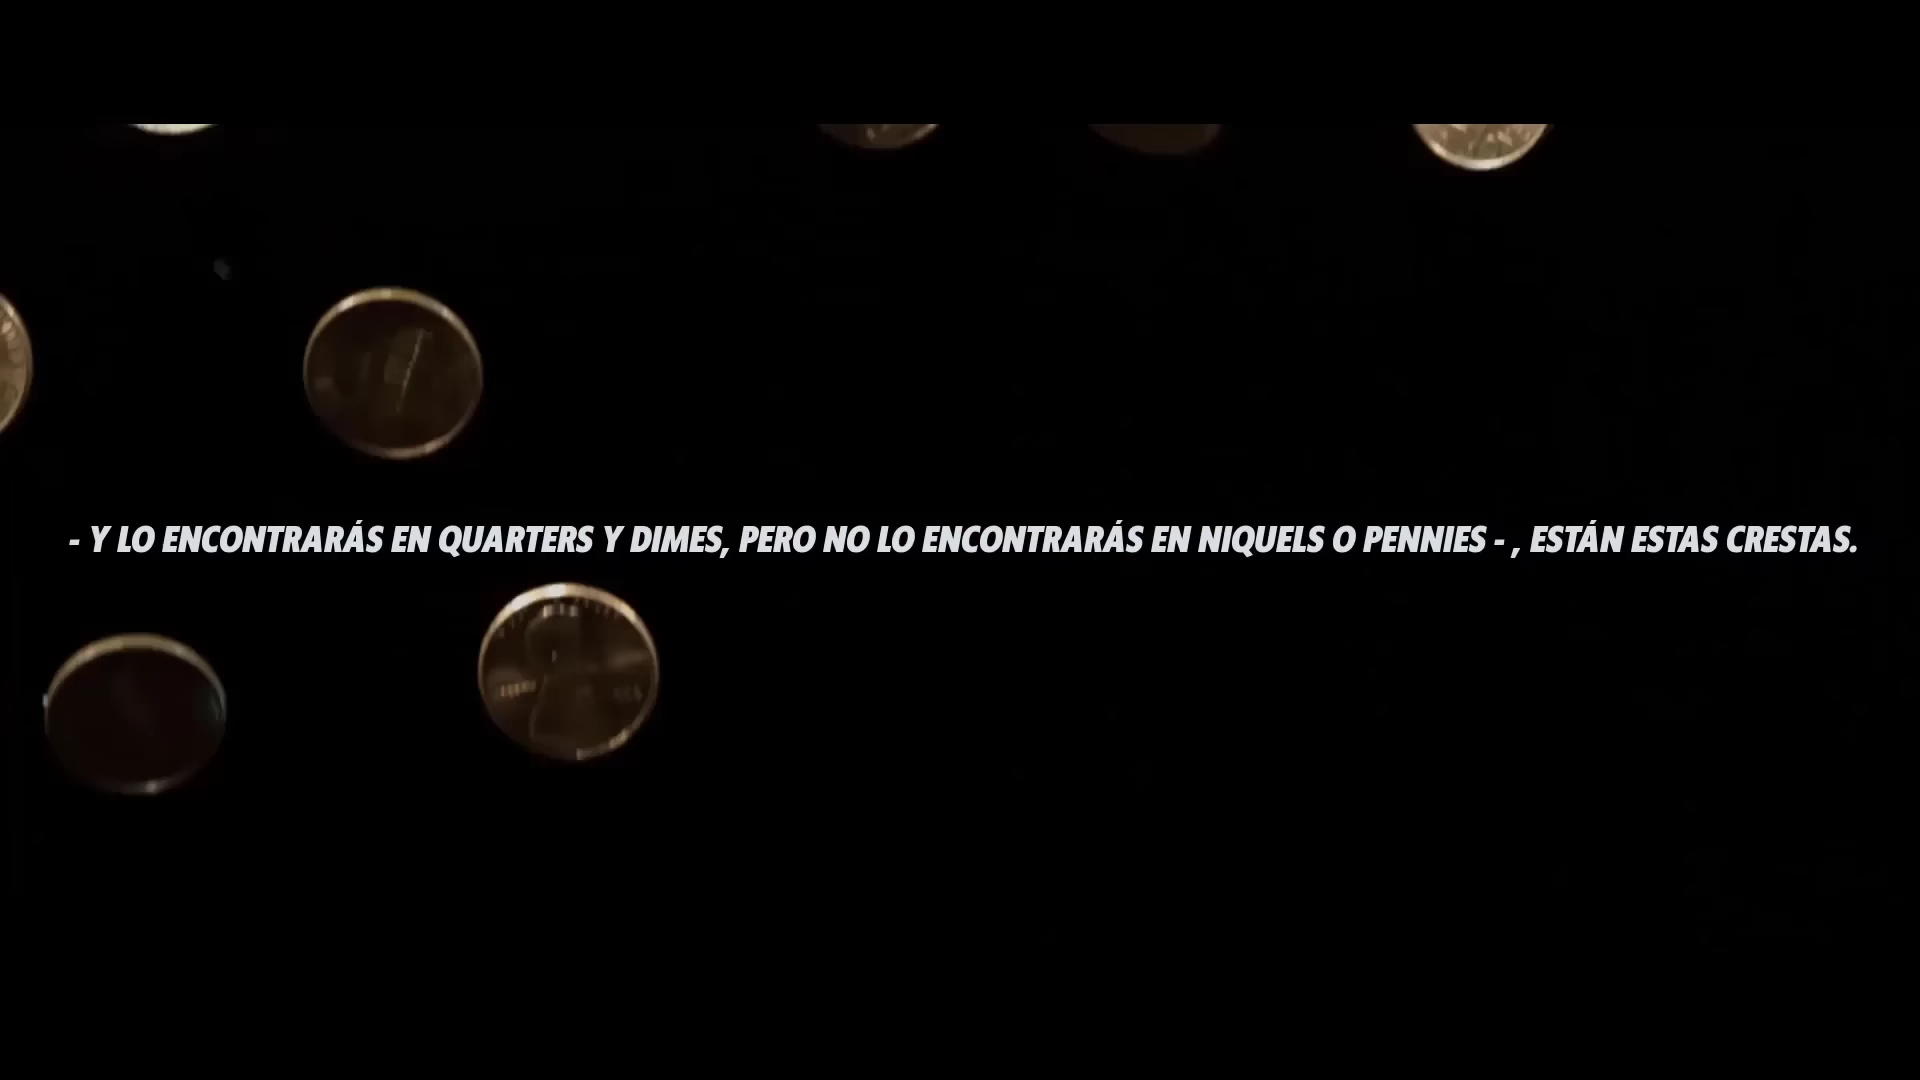 - Y LO ENCONTRARÁS EN QUARTERS Y DIMES, PERO NO LO ENCONTRARÁS EN NIQUELS O PENNIES - , ESTÁN ESTAS CRESTAS.